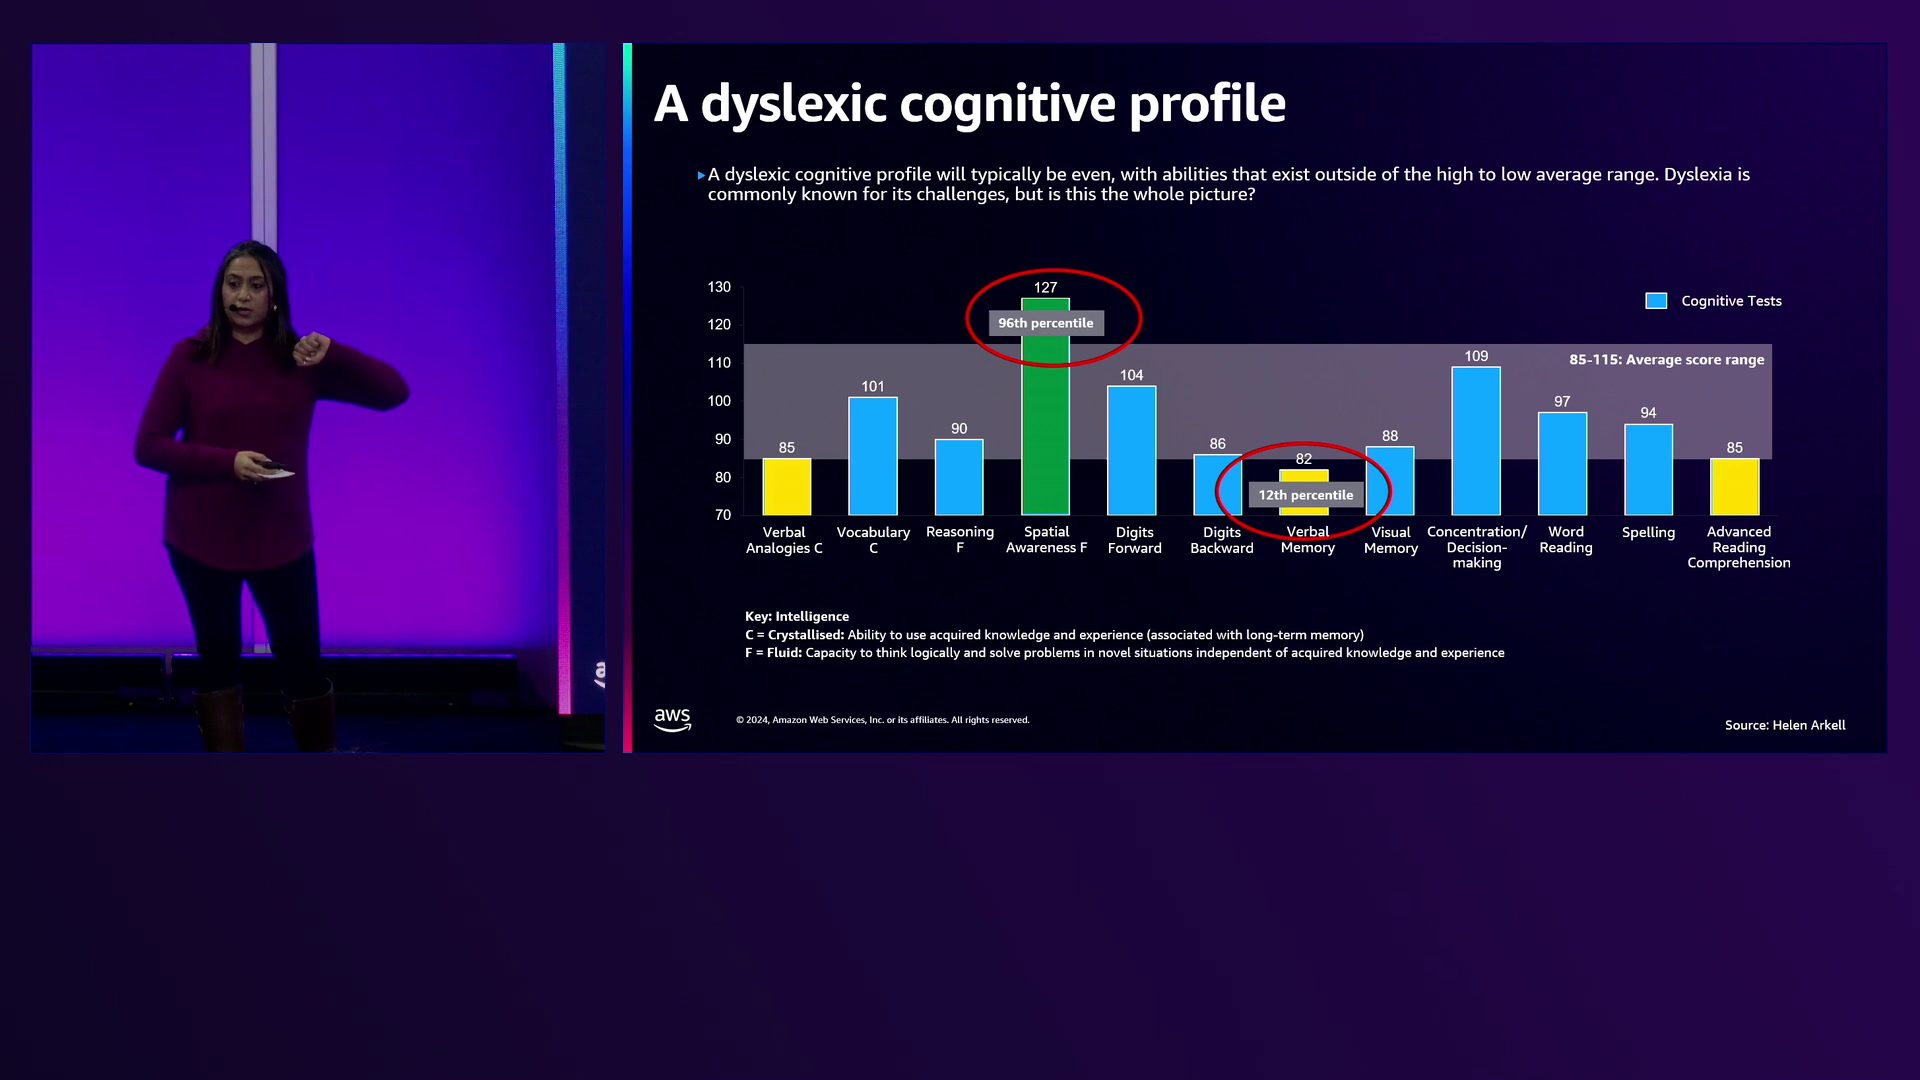 A dyslexic cognitive profile
A dyslexic cognitive profile will typically be even, with abilities that exist outside of the high to low average range. Dyslexia is
commonly known for its challenges, but is this the whole picture?
130
120
110
100
90
80
70
Cognitive Tests
85-115: Average score range
85
101
90
127
96th percentile
104
86
82
12th percentile
88
109
97
94
85
Verbal
Analogies C
Vocabulary
C
Reasoning
F
Spatial
Awareness F
Digits
Forward
Digits
Backward
Verbal
Memory
Visual
Memory
Concentration/
Decision-
making
Word
Reading
Spelling
Advanced
Reading
Comprehension
Key: Intelligence
C = Crystallised: Ability to use acquired knowledge and experience (associated with long-term memory)
F = Fluid: Capacity to think logically and solve problems in novel situations independent of acquired knowledge and experience
aws
© 2024, Amazon Web Services, Inc. or its affiliates. All rights reserved.
Source: Helen Arkell
a